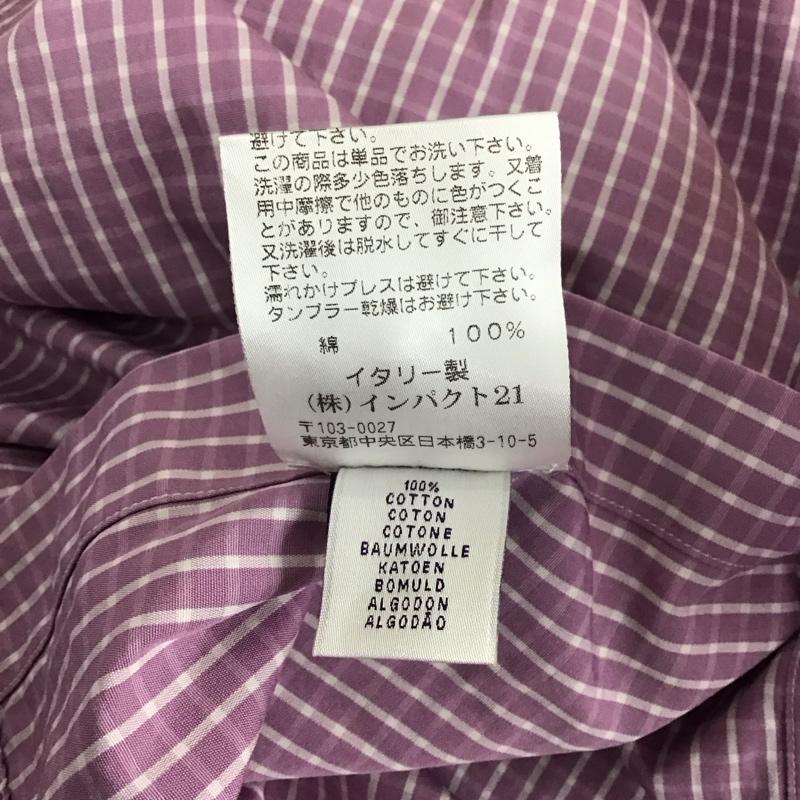 避けて下さい。
この商品は単品でお洗い下さい。
洗濯の際多少色落ちします。又着
用中摩擦で他のものに色がつくこ
とがありますので、御注意下さい。
又洗濯後は脱水してすぐに干して
下さい。
濡れかけプレスは避けて下さい。
タンブラー乾燥はお避け下さい。
綿 100%
イタリー製
(株)インパクト21
〒103-0027
東京都中央区日本橋3-10-5
100%
COTTON
COTON
COTONE
BAUMWOLLE
KATOEN
BOMULD
ALGODON
ALGODÃO